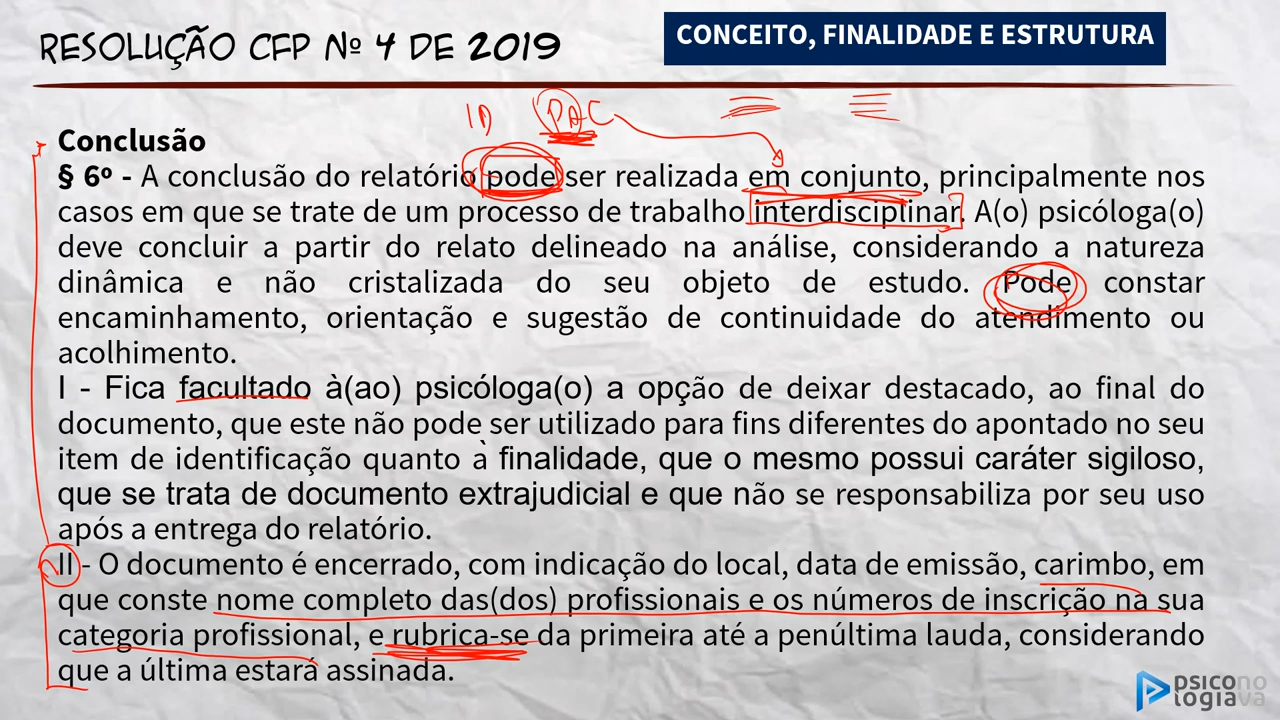 RESOLUÇÃO CFP Nº 4 DE 2019
CONCEITO, FINALIDADE E ESTRUTURA
ID PAC
Conclusão
§ 6º - A conclusão do relatório pode ser realizada em conjunto, principalmente nos
casos em que se trate de um processo de trabalho interdisciplinar. A(o) psicóloga(o)
deve concluir a partir do relato delineado na análise, considerando a natureza
dinâmica e não cristalizada do seu objeto de estudo. Pode constar
encaminhamento, orientação e sugestão de continuidade do atendimento ou
acolhimento.
I - Fica facultado à(ao) psicóloga(o) a opção de deixar destacado, ao final do
documento, que este não pode ser utilizado para fins diferentes do apontado no seu
item de identificação quanto à finalidade, que o mesmo possui caráter sigiloso,
que se trata de documento extrajudicial e que não se responsabiliza por seu uso
após a entrega do relatório.
II - O documento é encerrado, com indicação do local, data de emissão, carimbo, em
que conste nome completo das(dos) profissionais e os números de inscrição na sua
categoria profissional, e rubrica-se da primeira até a penúltima lauda, considerando
que a última estará assinada.
psicono
logiava